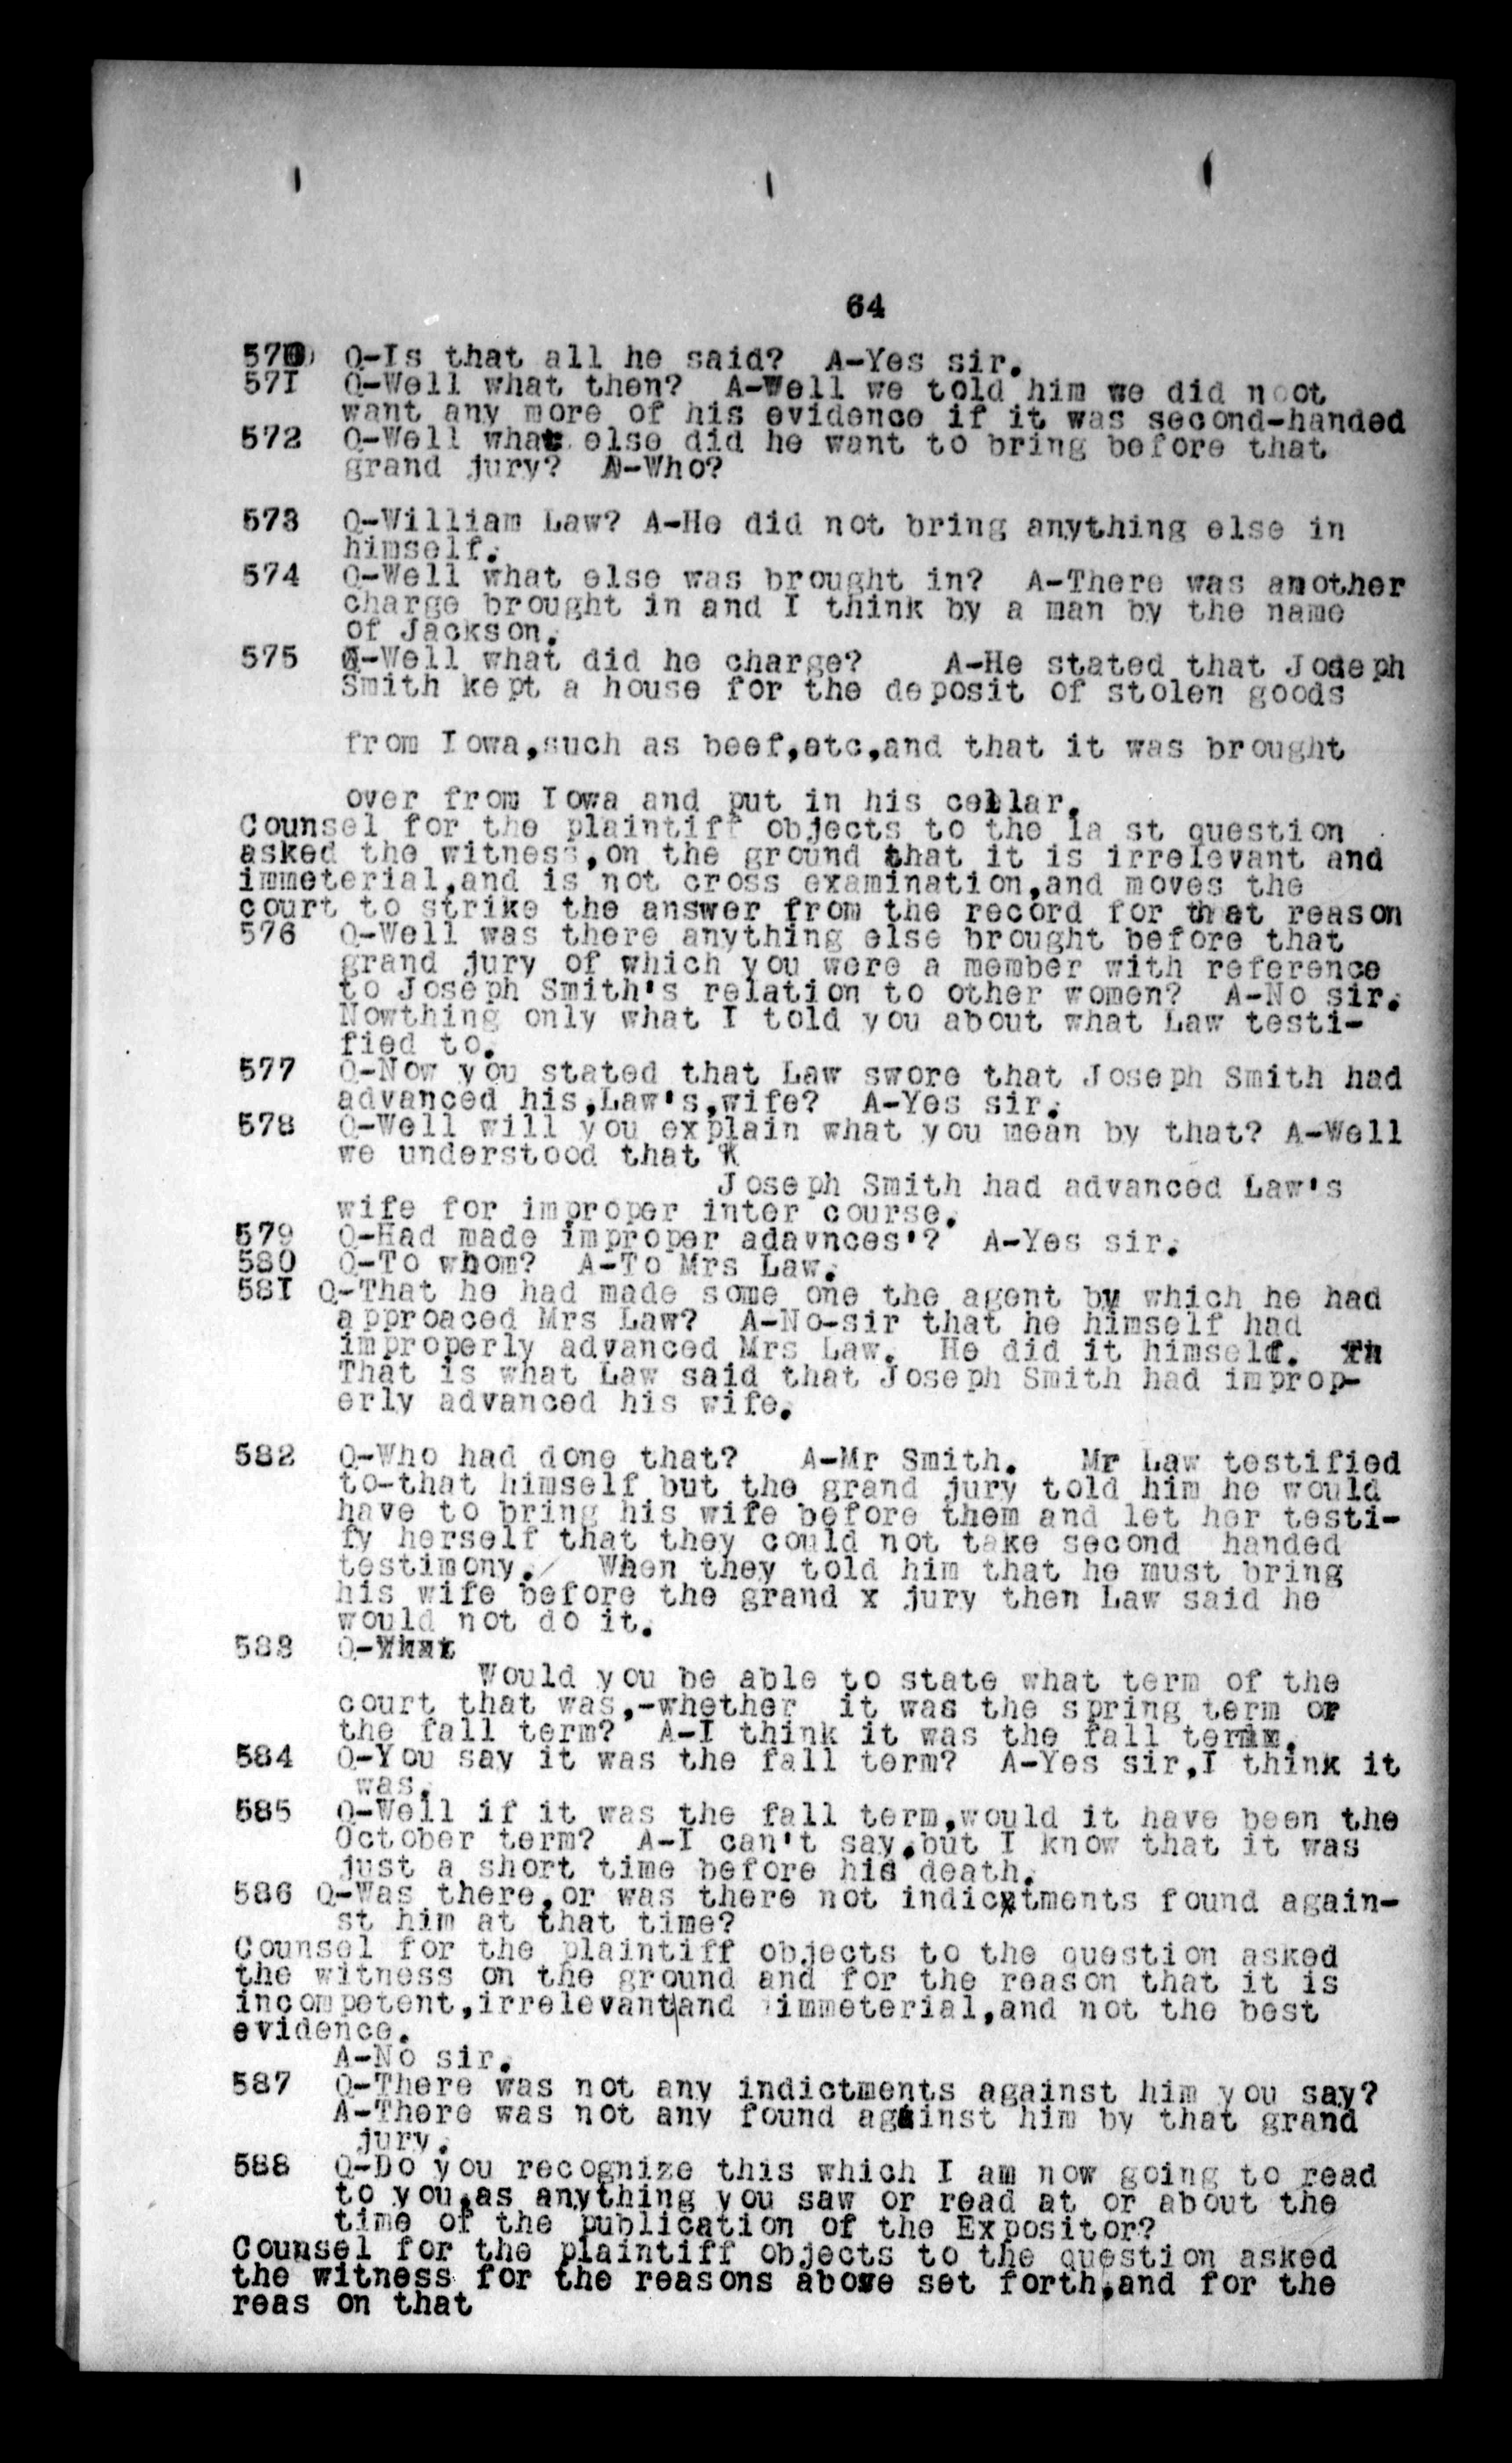 64
570 Q-Is that all he said? A-Yes sir.
571 Q-Well what then? A-Well we told him we did noot
want any more of his evidence if it was second-handed
572 Q-Well what else did he want to bring before that
grand jury? A-Who?
573 Q-William Law? A-He did not bring anything else in
himself.
574 Q-Well what else was brought in? A-There was another
charge brought in and I think by a man by the name
of Jackson.
575 Q-Well what did he charge? A-He stated that Joseph
Smith kept a house for the deposit of stolen goods
from Iowa,such as beef,etc,and that it was brought
over from Iowa and put in his cellar.
Counsel for the plaintiff objects to the la st question
asked the witness,on the ground that it is irrelevant and
immeterial,and is not cross examination,and moves the
court to strike the answer from the record for that reason
576 Q-Well was there anything else brought before that
grand jury of which you were a member with reference
to Joseph Smith's relation to other women? A-No sir.
Nowthing only what I told you about what Law testi-
fied to.
577 Q-Now you stated that Law swore that Joseph Smith had
advanced his,Law's,wife? A-Yes sir.
578 Q-Well will you explain what you mean by that? A-Well
we understood that
Joseph Smith had advanced Law's
wife for improper inter course.
579 Q-Had made improper adavnces'? A-Yes sir.
580 Q-To whom? A-To Mrs Law.
581 Q-That he had made some one the agent by which he had
approaced Mrs Law? A-No-sir that he himself had
improperly advanced Mrs Law. He did it himself. Th
That is what Law said that Joseph Smith had improp-
erly advanced his wife.
582 Q-Who had done that? A-Mr Smith. Mr Law testified
to-that himself but the grand jury told him he would
have to bring his wife before them and let her testi-
fy herself that they could not take second handed
testimony./ When they told him that he must bring
his wife before the grand x jury then Law said he
would not do it.
583 Q-What
Would you be able to state what term of the
court that was,-whether it was the spring term or
the fall term? A-I think it was the fall term.
584 Q-You say it was the fall term? A-Yes sir,I think it
was.
585 Q-Well if it was the fall term,would it have been the
October term? A-I can't say,but I know that it was
just a short time before his death.
586 Q-Was there,or was there not indictments found again-
st him at that time?
Counsel for the plaintiff objects to the question asked
the witness on the ground and for the reason that it is
incompetent,irrelevant|and immeterial,and not the best
evidence.
A-No sir.
587 Q-There was not any indictments against him you say?
A-There was not any found against him by that grand
jury.
588 Q-Do you recognize this which I am now going to read
to you,as anything you saw or read at or about the
time of the publication of the Expositor?
Counsel for the plaintiff objects to the question asked
the witness for the reasons above set forth,and for the
reas on that